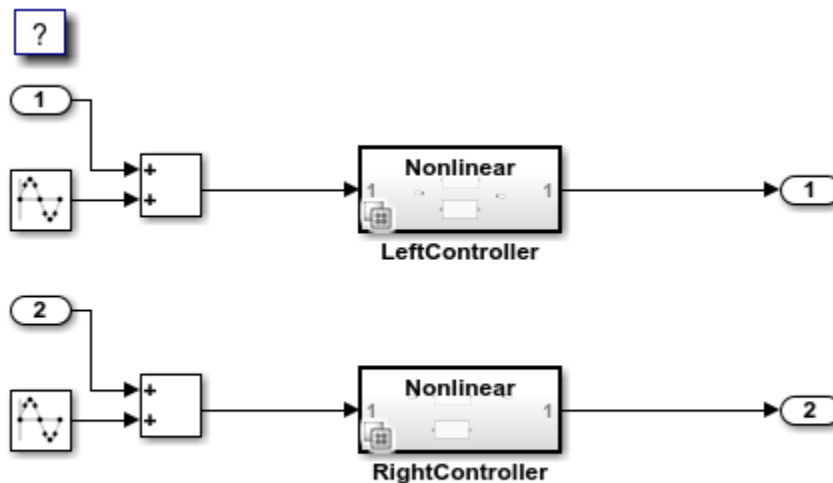 ?
1
+
+
Nonlinear
1 1
1
LeftController
2
+
+
Nonlinear
1 1
2
RightController